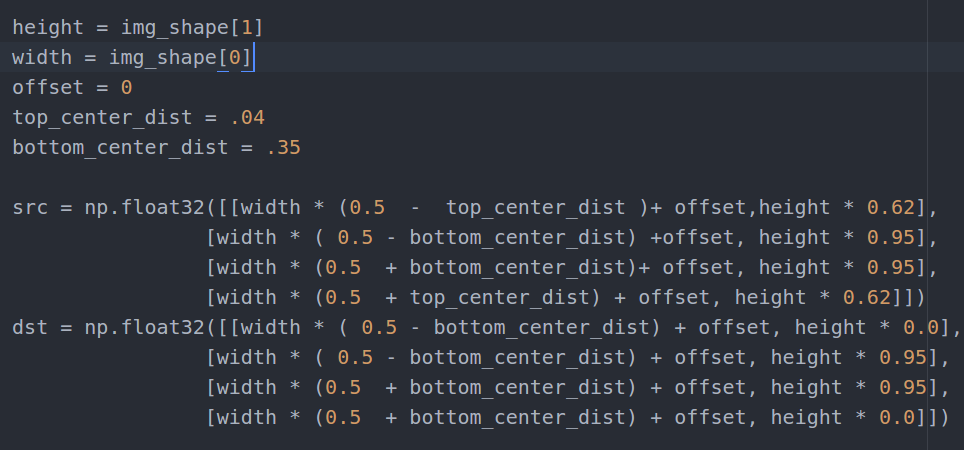 height = img_shape[1]
width = img_shape[0]
offset = 0
top_center_dist = .04
bottom_center_dist = .35

src = np.float32([[width * (0.5  -  top_center_dist )+ offset,height * 0.62],
                [width * ( 0.5 - bottom_center_dist) +offset, height * 0.95],
                [width * (0.5  + bottom_center_dist)+ offset, height * 0.95],
                [width * (0.5  + top_center_dist) + offset, height * 0.62]])
dst = np.float32([[width * ( 0.5 - bottom_center_dist) + offset, height * 0.0],
                [width * ( 0.5 - bottom_center_dist) + offset, height * 0.95],
                [width * (0.5  + bottom_center_dist) + offset, height * 0.95],
                [width * (0.5  + bottom_center_dist) + offset, height * 0.0]])